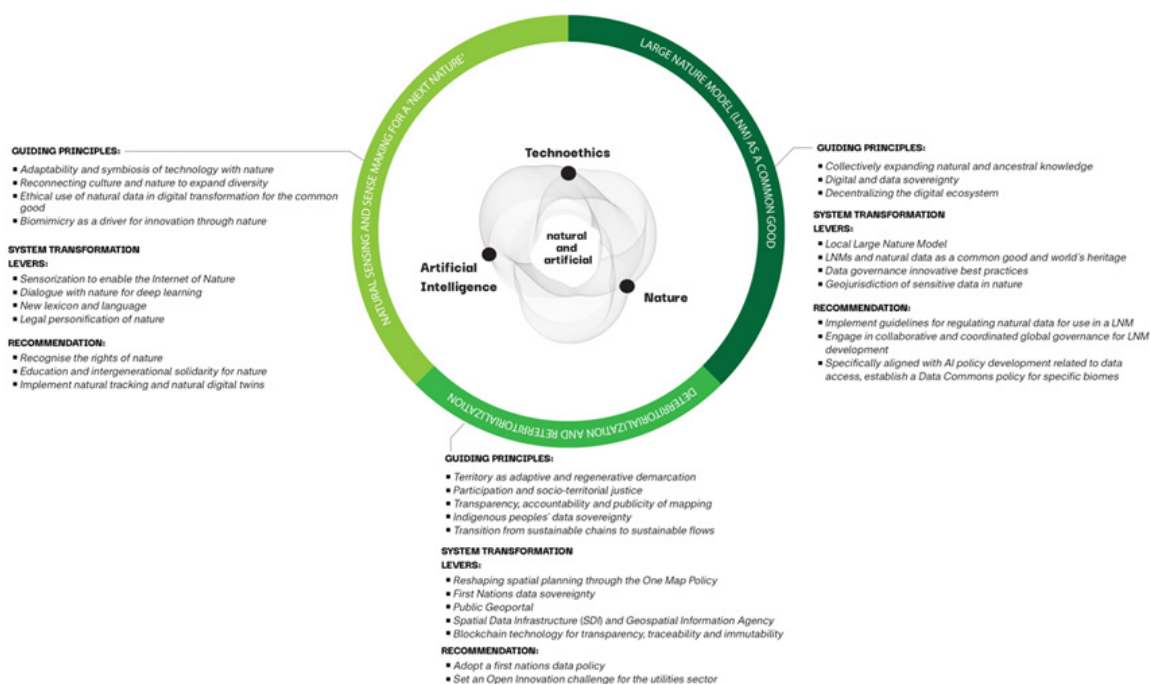 NATURAL SENSING AND SENSE MAKING FOR A 'NEXT NATURE'
LARGE NATURE MODEL (LNM) AS A COMMON GOOD
DETERRITORIALIZATION AND RETERRITORIALIZATION
Technoethics
natural
and
artificial
Artificial
Intelligence
Nature
GUIDING PRINCIPLES:
▪ Adaptability and symbiosis of technology with nature
▪ Reconnecting culture and nature to expand diversity
▪ Ethical use of natural data in digital transformation for the common
good
▪ Biomimicry as a driver for innovation through nature
SYSTEM TRANSFORMATION
LEVERS:
▪ Sensorization to enable the Internet of Nature
▪ Dialogue with nature for deep learning
▪ New lexicon and language
▪ Legal personification of nature
RECOMMENDATION:
▪ Recognise the rights of nature
▪ Education and intergenerational solidarity for nature
▪ Implement natural tracking and natural digital twins
GUIDING PRINCIPLES:
▪ Collectively expanding natural and ancestral knowledge
▪ Digital and data sovereignty
▪ Decentralizing the digital ecosystem
SYSTEM TRANSFORMATION
LEVERS:
▪ Local Large Nature Model
▪ LNMs and natural data as a common good and world's heritage
▪ Data governance innovative best practices
▪ Geojurisdiction of sensitive data in nature
RECOMMENDATION:
▪ Implement guidelines for regulating natural data for use in a LNM
▪ Engage in collaborative and coordinated global governance for LNM
development
▪ Specifically aligned with AI policy development related to data
access, establish a Data Commons policy for specific biomes
GUIDING PRINCIPLES:
▪ Territory as adaptive and regenerative demarcation
▪ Participation and socio-territorial justice
▪ Transparency, accountability and publicity of mapping
▪ Indigenous peoples' data sovereignty
▪ Transition from sustainable chains to sustainable flows
SYSTEM TRANSFORMATION
LEVERS:
▪ Reshaping spatial planning through the One Map Policy
▪ First Nations data sovereignty
▪ Public Geoportal
▪ Spatial Data Infrastructure (SDI) and Geospatial Information Agency
▪ Blockchain technology for transparency, traceability and immutability
RECOMMENDATION:
▪ Adopt a first nations data policy
▪ Set an Open Innovation challenge for the utilities sector